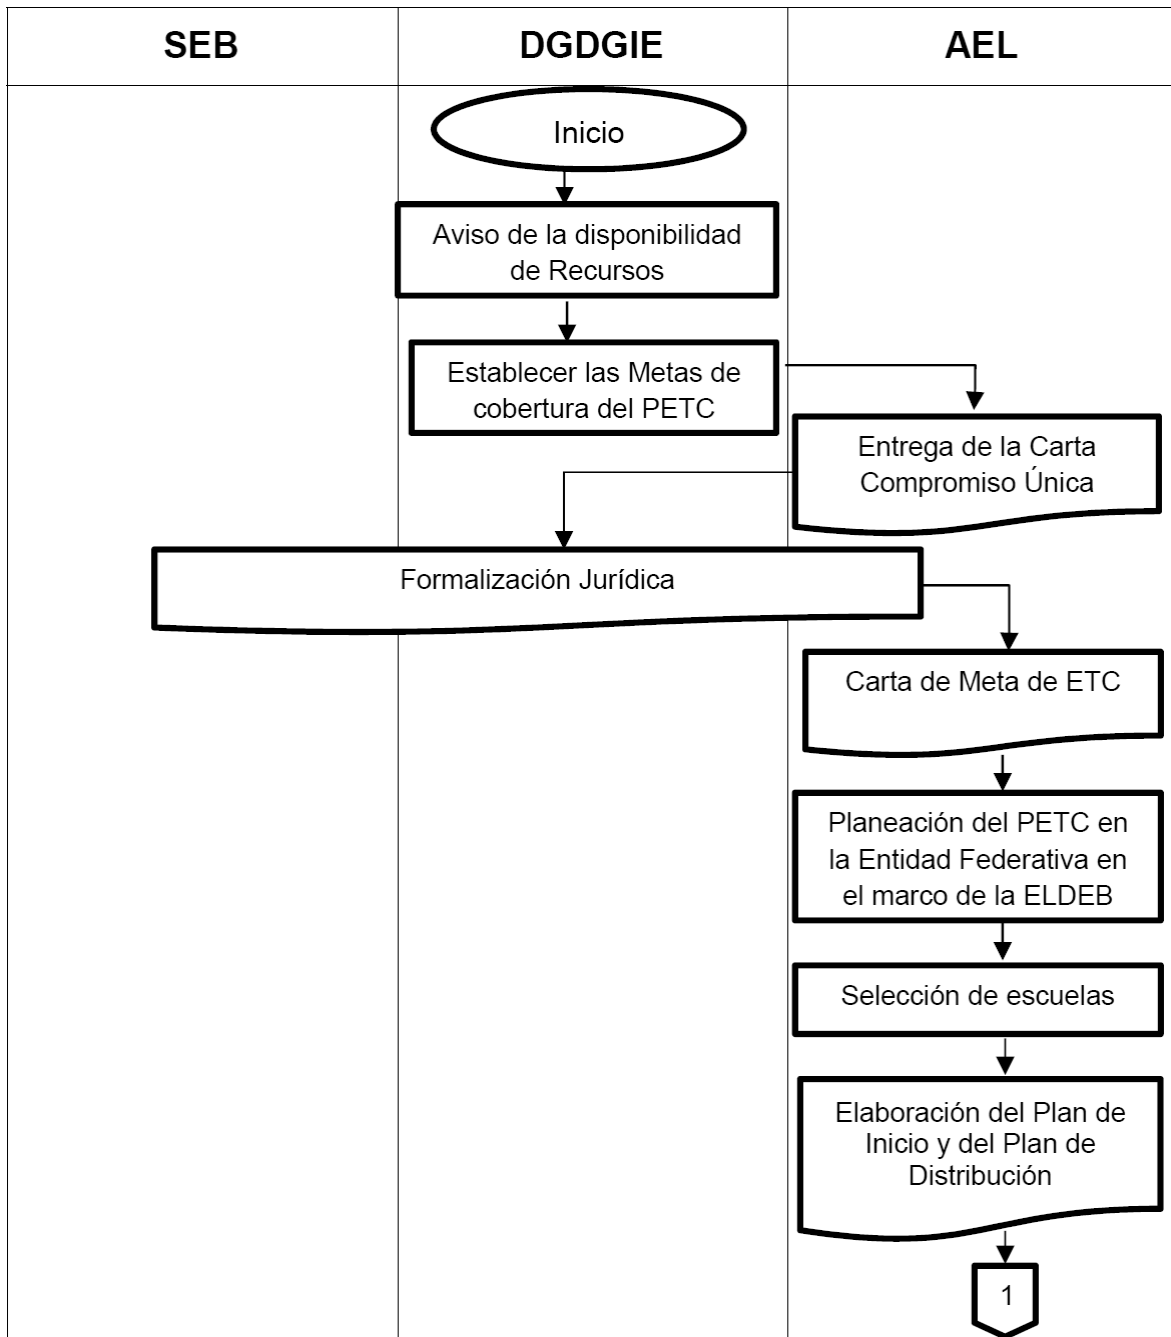 SEB
DGDGIE
AEL
Inicio
Aviso de la disponibilidad
de Recursos
Establecer las Metas de
cobertura del PETC
Entrega de la Carta
Compromiso Única
Formalización Jurídica
Carta de Meta de ETC
Planeación del PETC en
la Entidad Federativa en
el marco de la ELDEB
Selección de escuelas
Elaboración del Plan de
Inicio y del Plan de
Distribución
1